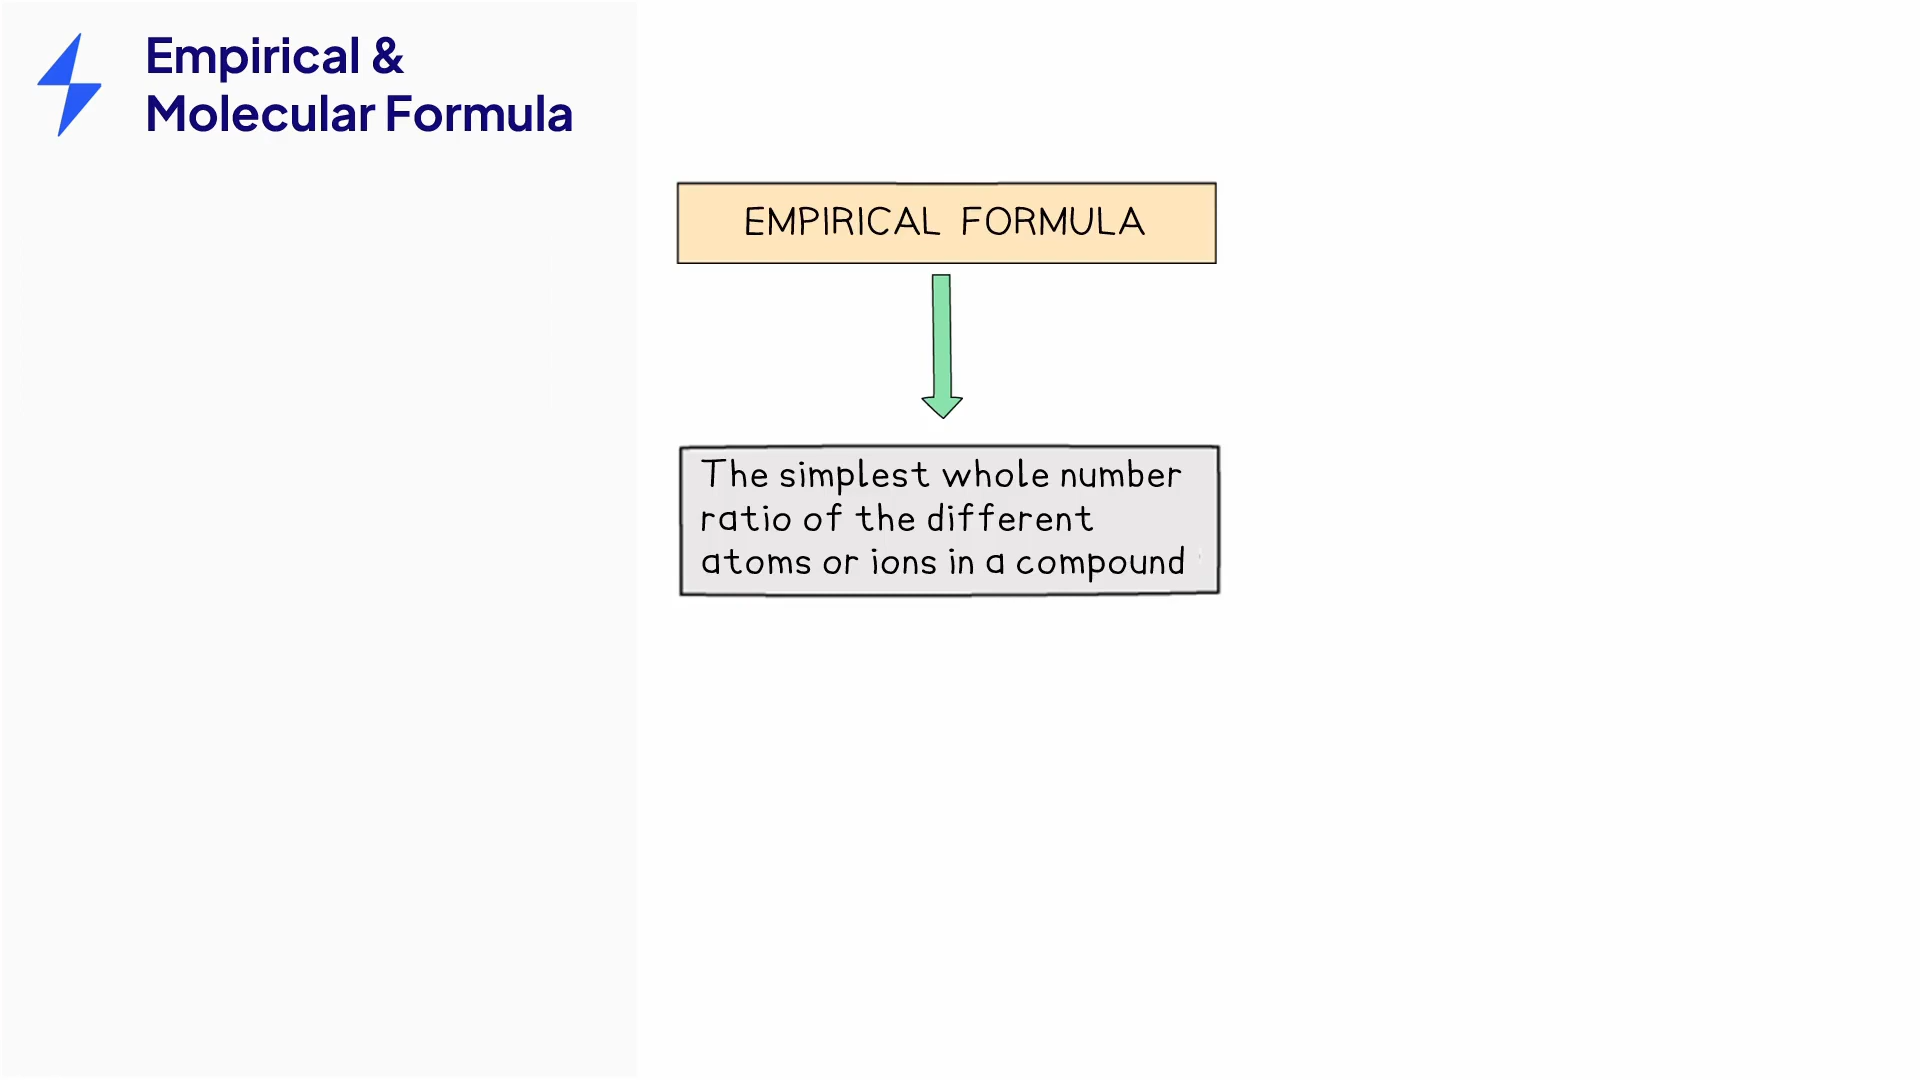 Empirical &
Molecular Formula
EMPIRICAL FORMULA
The simplest whole number
ratio of the different
atoms or ions in a compound